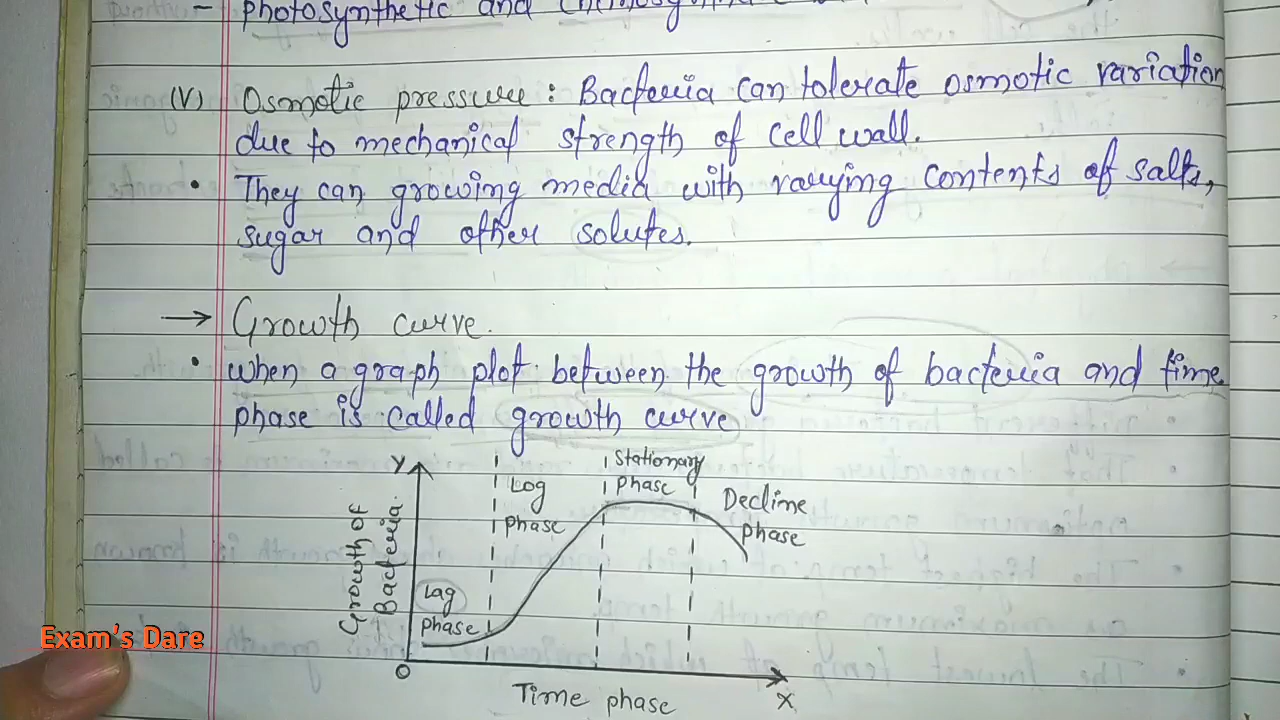 - photosynthetic and
(V) Osmotic pressure : Bacteria can tolerate osmotic variation
due to mechanical strength of cell wall.
• They can growing media with varying contents of salts,
sugar and other solutes.
→ Growth curve.
• when a graph plot between the growth of bacteria and time
phase is called growth curve
Y
Growth of
Bacteria.
Lag
phase
Log
phase
Stationary
phase
Decline
phase
O
Time phase
X
Exam's Dare